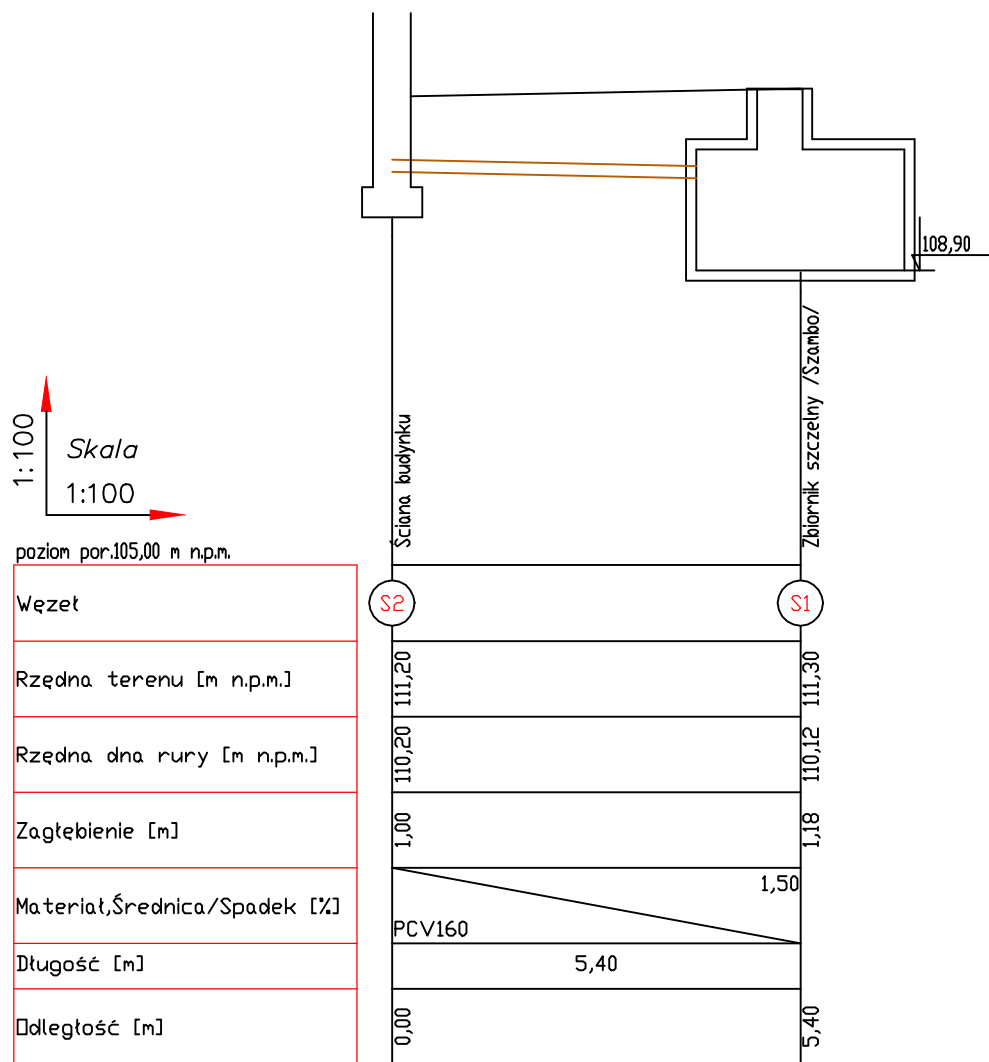 108,90
Ściana budynku
Zbiornik szczelny /Szambo/
1:100
Skala
1:100
poziom por.105,00 m n.p.m.
Węzeł
S2
S1
Rzędna terenu [m n.p.m.]
111,20
111,30
Rzędna dna rury [m n.p.m.]
110,20
110,12
Zagłębienie [m]
1,00
1,18
Materiał,Średnica/Spadek [%]
1,50
PCV160
Długość [m]
5,40
Odległość [m]
0,00
5,40